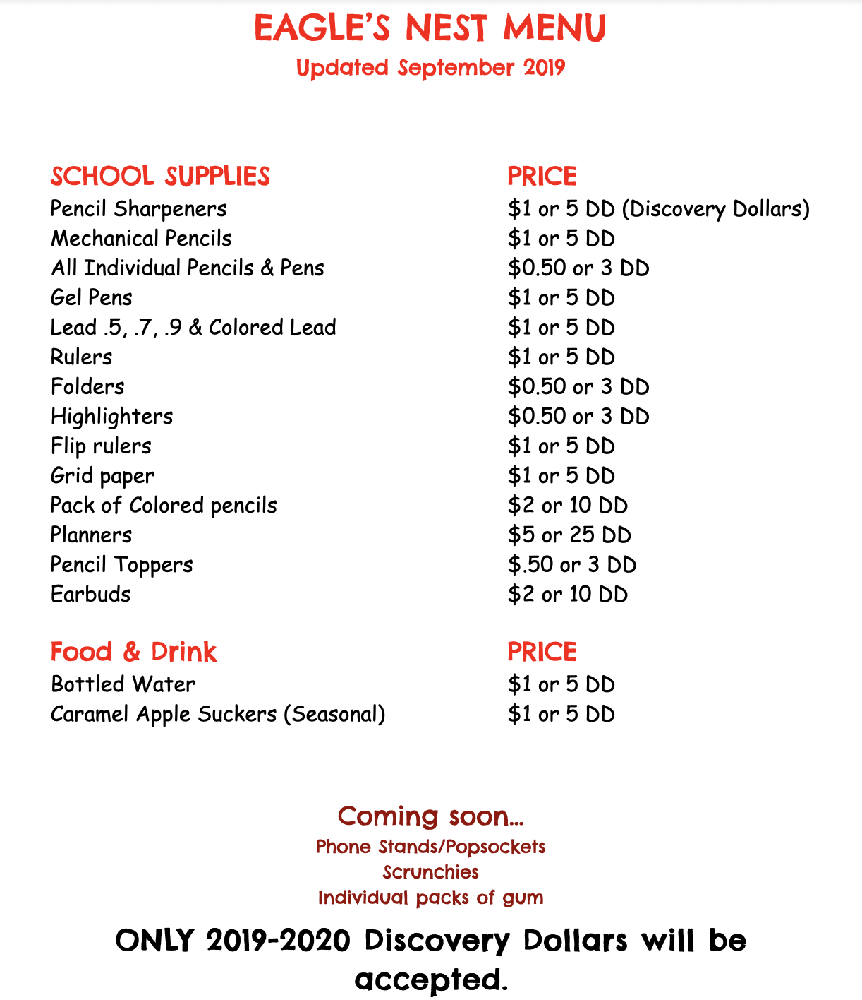 EAGLE'S NEST MENU
Updated September 2019
SCHOOL SUPPLIES PRICE
Pencil Sharpeners $1 or 5 DD (Discovery Dollars)
Mechanical Pencils $1 or 5 DD
All Individual Pencils & Pens $0.50 or 3 DD
Gel Pens $1 or 5 DD
Lead .5, .7, .9 & Colored Lead $1 or 5 DD
Rulers $1 or 5 DD
Folders $0.50 or 3 DD
Highlighters $0.50 or 3 DD
Flip rulers $1 or 5 DD
Grid paper $1 or 5 DD
Pack of Colored pencils $2 or 10 DD
Planners $5 or 25 DD
Pencil Toppers $.50 or 3 DD
Earbuds $2 or 10 DD
Food & Drink PRICE
Bottled Water $1 or 5 DD
Caramel Apple Suckers (Seasonal) $1 or 5 DD
Coming soon...
Phone Stands/Popsockets
Scrunchies
Individual packs of gum
ONLY 2019-2020 Discovery Dollars will be
accepted.